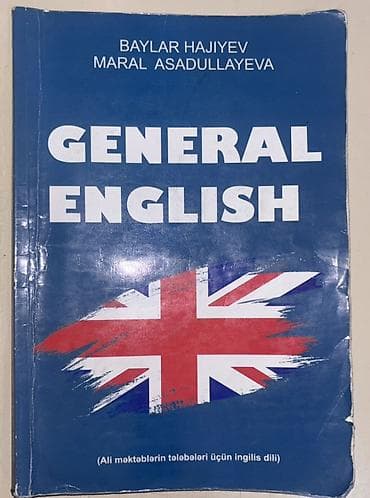 BAYLAR HAJIYEV
MARAL ASADULLAYEVA
GENERAL
ENGLISH
(Ali məktəblərin tələbələri üçün ingilis dili)